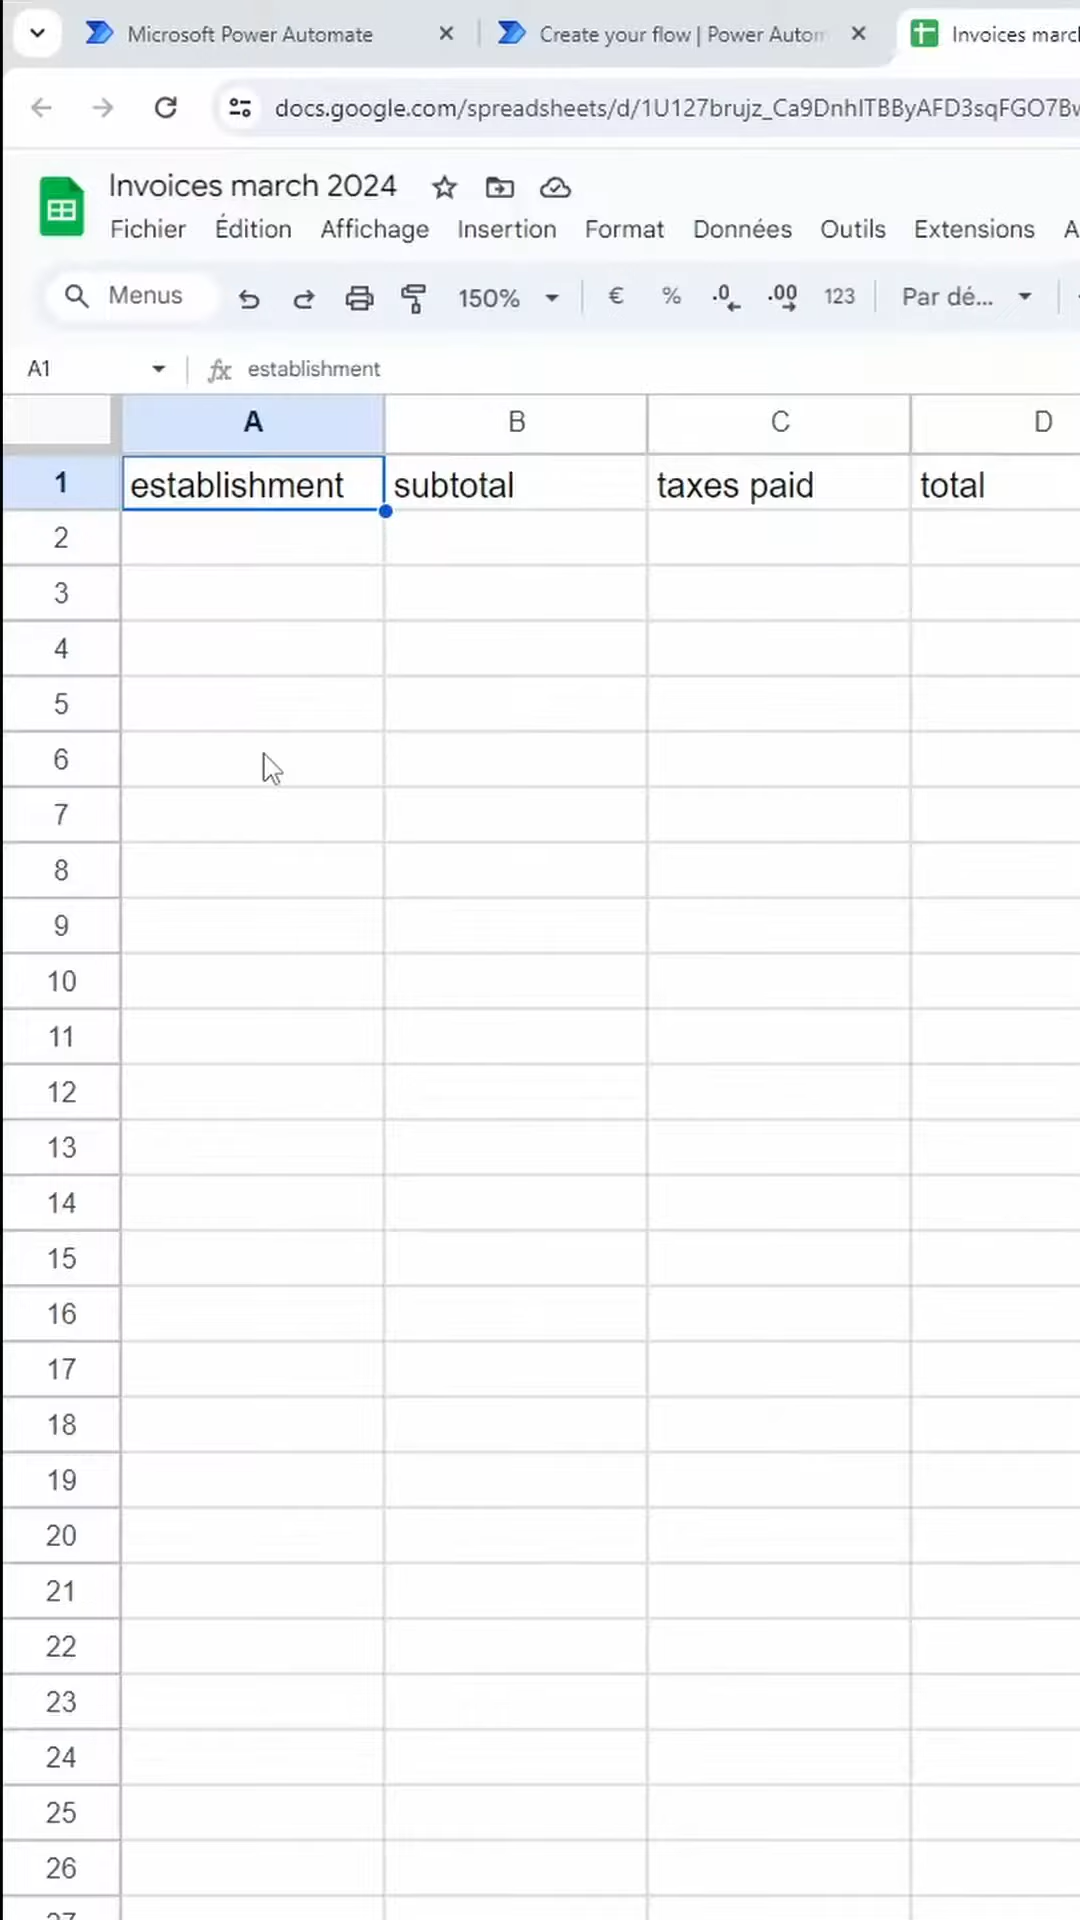 Microsoft Power Automate
Create your flow | Power Autom
Invoices marc
docs.google.com/spreadsheets/d/1U127brujz_Ca9DnhITBByAFD3sqFGO7Bw
Invoices march 2024
Fichier Édition Affichage Insertion Format Données Outils Extensions A
Menus 150% € % .0 .00 123 Par dé...
A1 fx establishment
A B C D
1 establishment subtotal taxes paid total
2
3
4
5
6
7
8
9
10
11
12
13
14
15
16
17
18
19
20
21
22
23
24
25
26
27